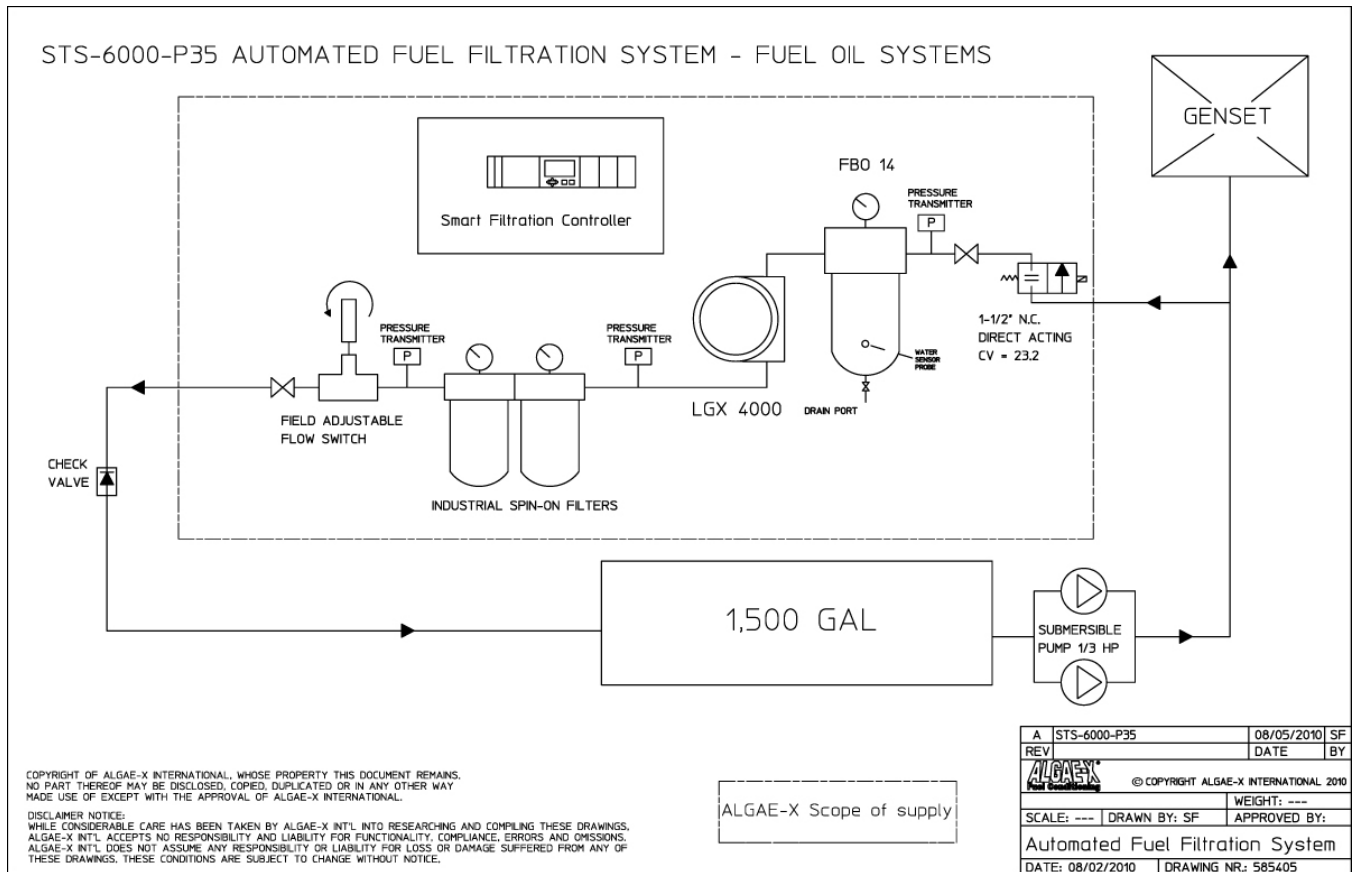 STS-6000-P35 AUTOMATED FUEL FILTRATION SYSTEM - FUEL OIL SYSTEMS
GENSET
Smart Filtration Controller
FBO 14
PRESSURE
TRANSMITTER
P
1-1/2" N.C.
DIRECT ACTING
CV = 23.2
WATER
SENSOR
PROBE
DRAIN PORT
LGX 4000
PRESSURE
TRANSMITTER
P
PRESSURE
TRANSMITTER
P
FIELD ADJUSTABLE
FLOW SWITCH
INDUSTRIAL SPIN-ON FILTERS
CHECK
VALVE
1,500 GAL
SUBMERSIBLE
PUMP 1/3 HP
COPYRIGHT OF ALGAE-X INTERNATIONAL, WHOSE PROPERTY THIS DOCUMENT REMAINS.
NO PART THEREOF MAY BE DISCLOSED, COPIED, DUPLICATED OR IN ANY OTHER WAY
MADE USE OF EXCEPT WITH THE APPROVAL OF ALGAE-X INTERNATIONAL.
DISCLAIMER NOTICE:
WHILE CONSIDERABLE CARE HAS BEEN TAKEN BY ALGAE-X INT'L INTO RESEARCHING AND COMPILING THESE DRAWINGS,
ALGAE-X INT'L ACCEPTS NO RESPONSIBILITY AND LIABILITY FOR FUNCTIONALITY, COMPLIANCE, ERRORS AND OMISSIONS.
ALGAE-X INT'L DOES NOT ASSUME ANY RESPONSIBILITY OR LIABILITY FOR LOSS OR DAMAGE SUFFERED FROM ANY OF
THESE DRAWINGS, THESE CONDITIONS ARE SUBJECT TO CHANGE WITHOUT NOTICE.
ALGAE-X Scope of supply
A STS-6000-P35 08/05/2010 SF
REV DATE BY
ALGAE-X
Fuel Conditioning
© COPYRIGHT ALGAE-X INTERNATIONAL 2010
WEIGHT: ---
SCALE: --- DRAWN BY: SF APPROVED BY:
Automated Fuel Filtration System
DATE: 08/02/2010 DRAWING NR.: 585405